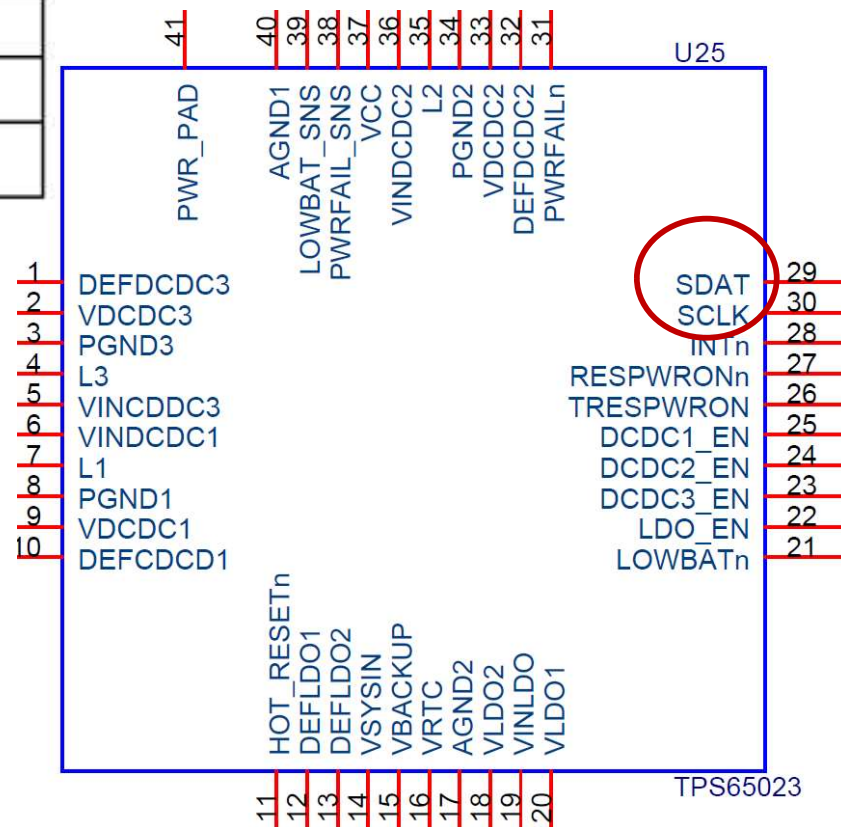 41
40
39
38
37
36
35
34
33
32
31
U25
PWR_PAD
AGND1
LOWBAT_SNS
PWRFAIL_SNS
VCC
VINDCDC2
L2
PGND2
VDCDC2
DEFDCDC2
PWRFAILn
1 DEFDCDC3
2 VDCDC3
3 PGND3
4 L3
5 VINCDDC3
6 VINDCDC1
7 L1
8 PGND1
9 VDCDC1
10 DEFCDCD1
SDAT 29
SCLK 30
INTn 28
RESPWRONn 27
TRESPWRON 26
DCDC1_EN 25
DCDC2_EN 24
DCDC3_EN 23
LDO_EN 22
LOWBATn 21
HOT_RESETn
DEFLDO1
DEFLDO2
VSYSIN
VBACKUP
VRTC
AGND2
VLDO2
VINLDO
VLDO1
11
12
13
14
15
16
17
18
19
20
TPS65023